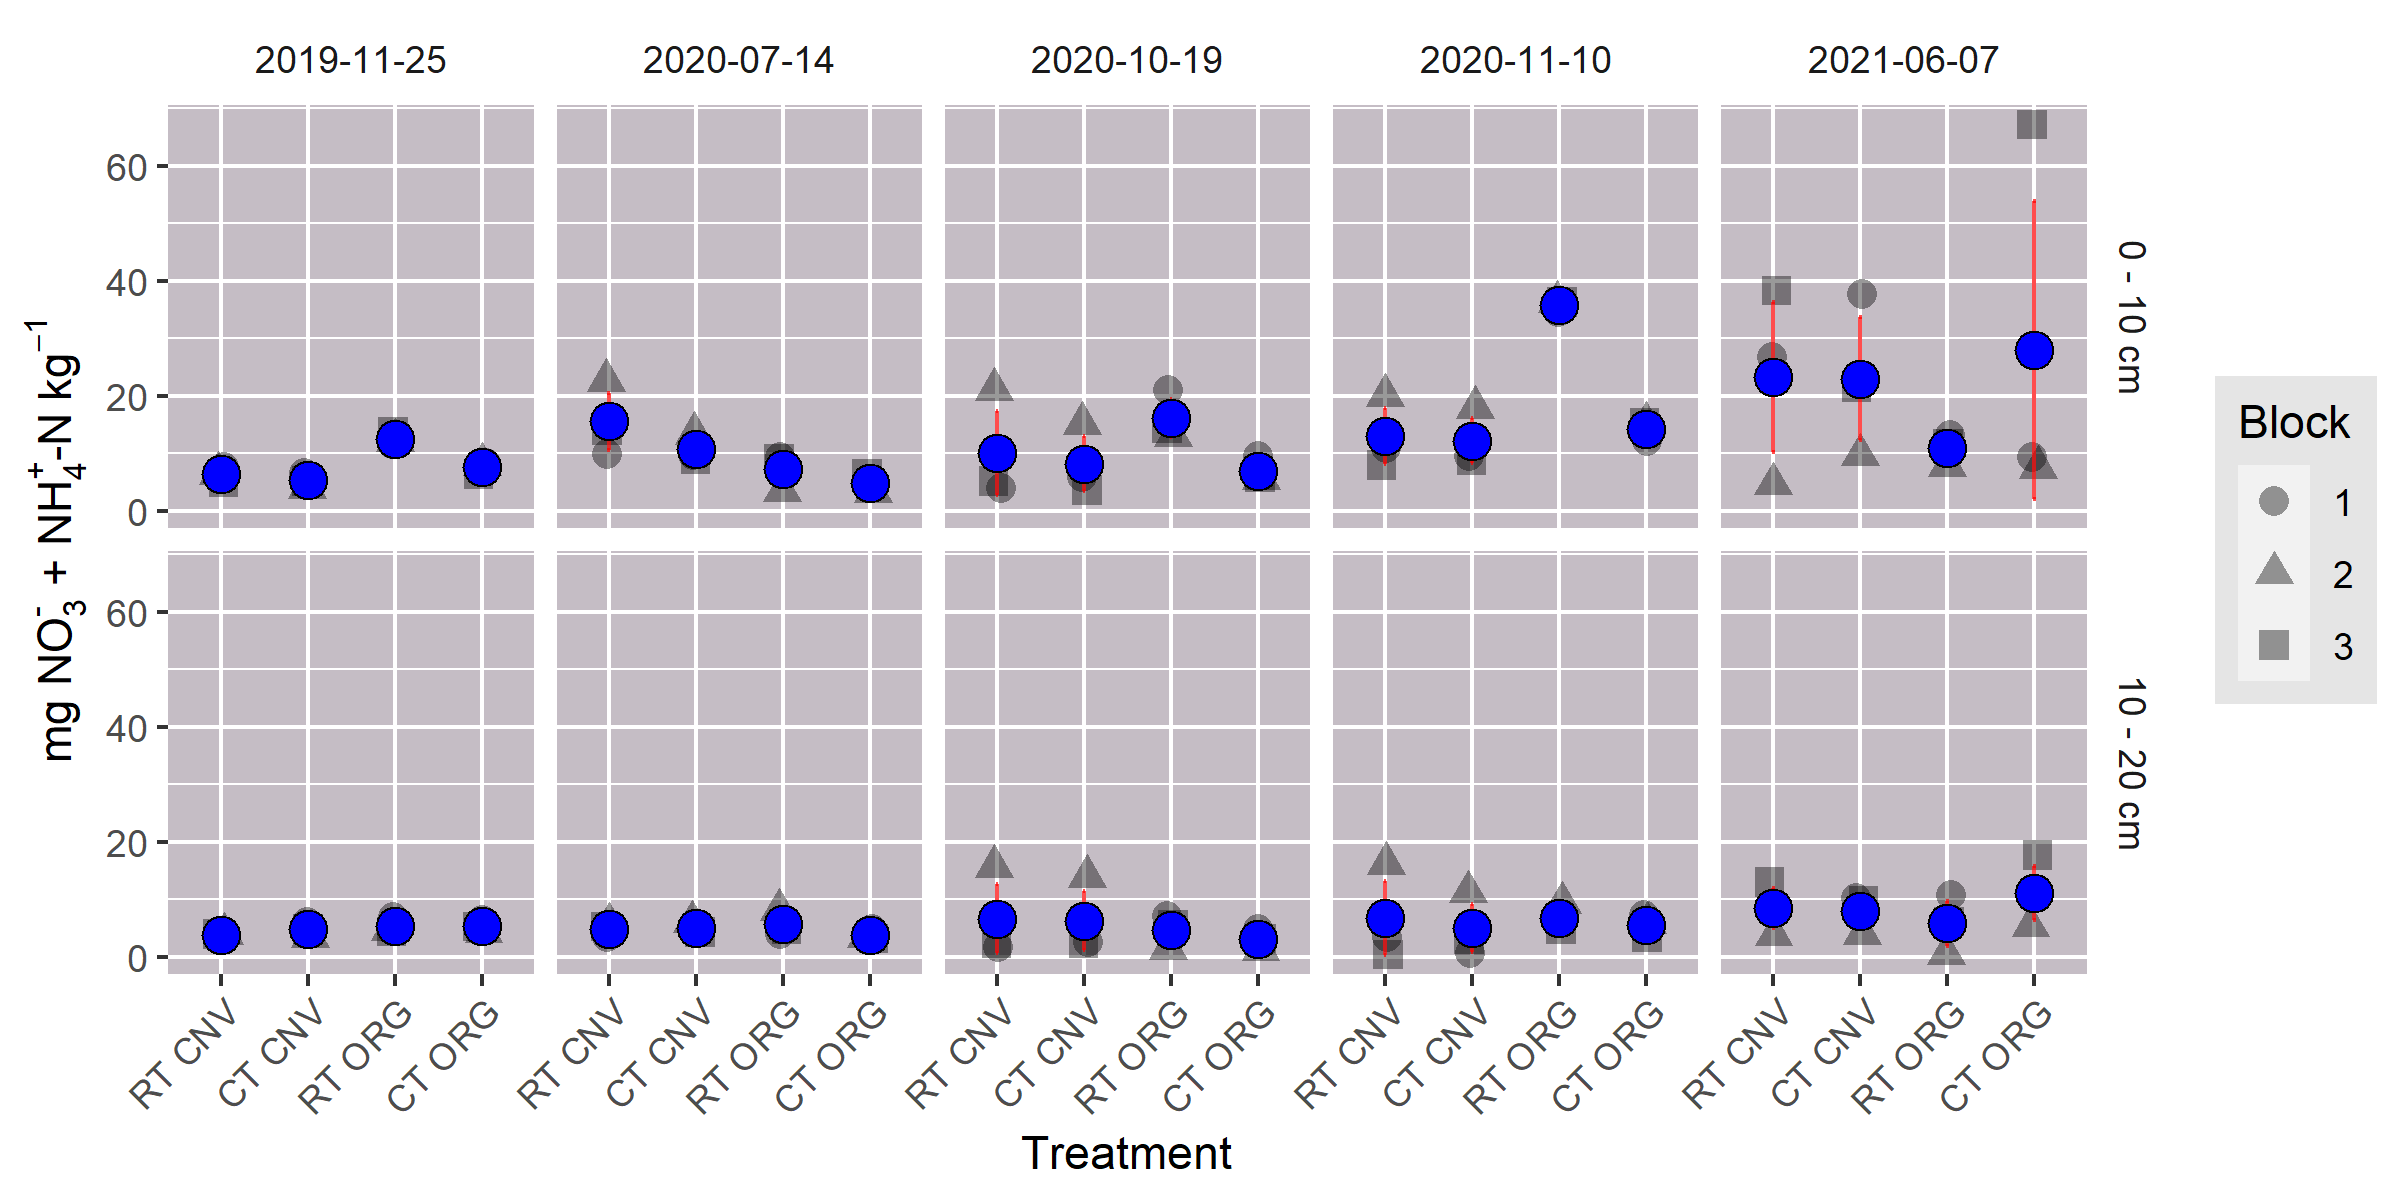 2019-11-25 2020-07-14 2020-10-19 2020-11-10 2021-06-07
mg NO₃⁻ + NH₄⁺-N kg⁻¹
60
40
20
0
0 - 10 cm
60
40
20
0
10 - 20 cm
RT CNV CT CNV RT ORG CT ORG RT CNV CT CNV RT ORG CT ORG RT CNV CT CNV RT ORG CT ORG RT CNV CT CNV RT ORG CT ORG RT CNV CT CNV RT ORG CT ORG
Treatment
Block
1
2
3